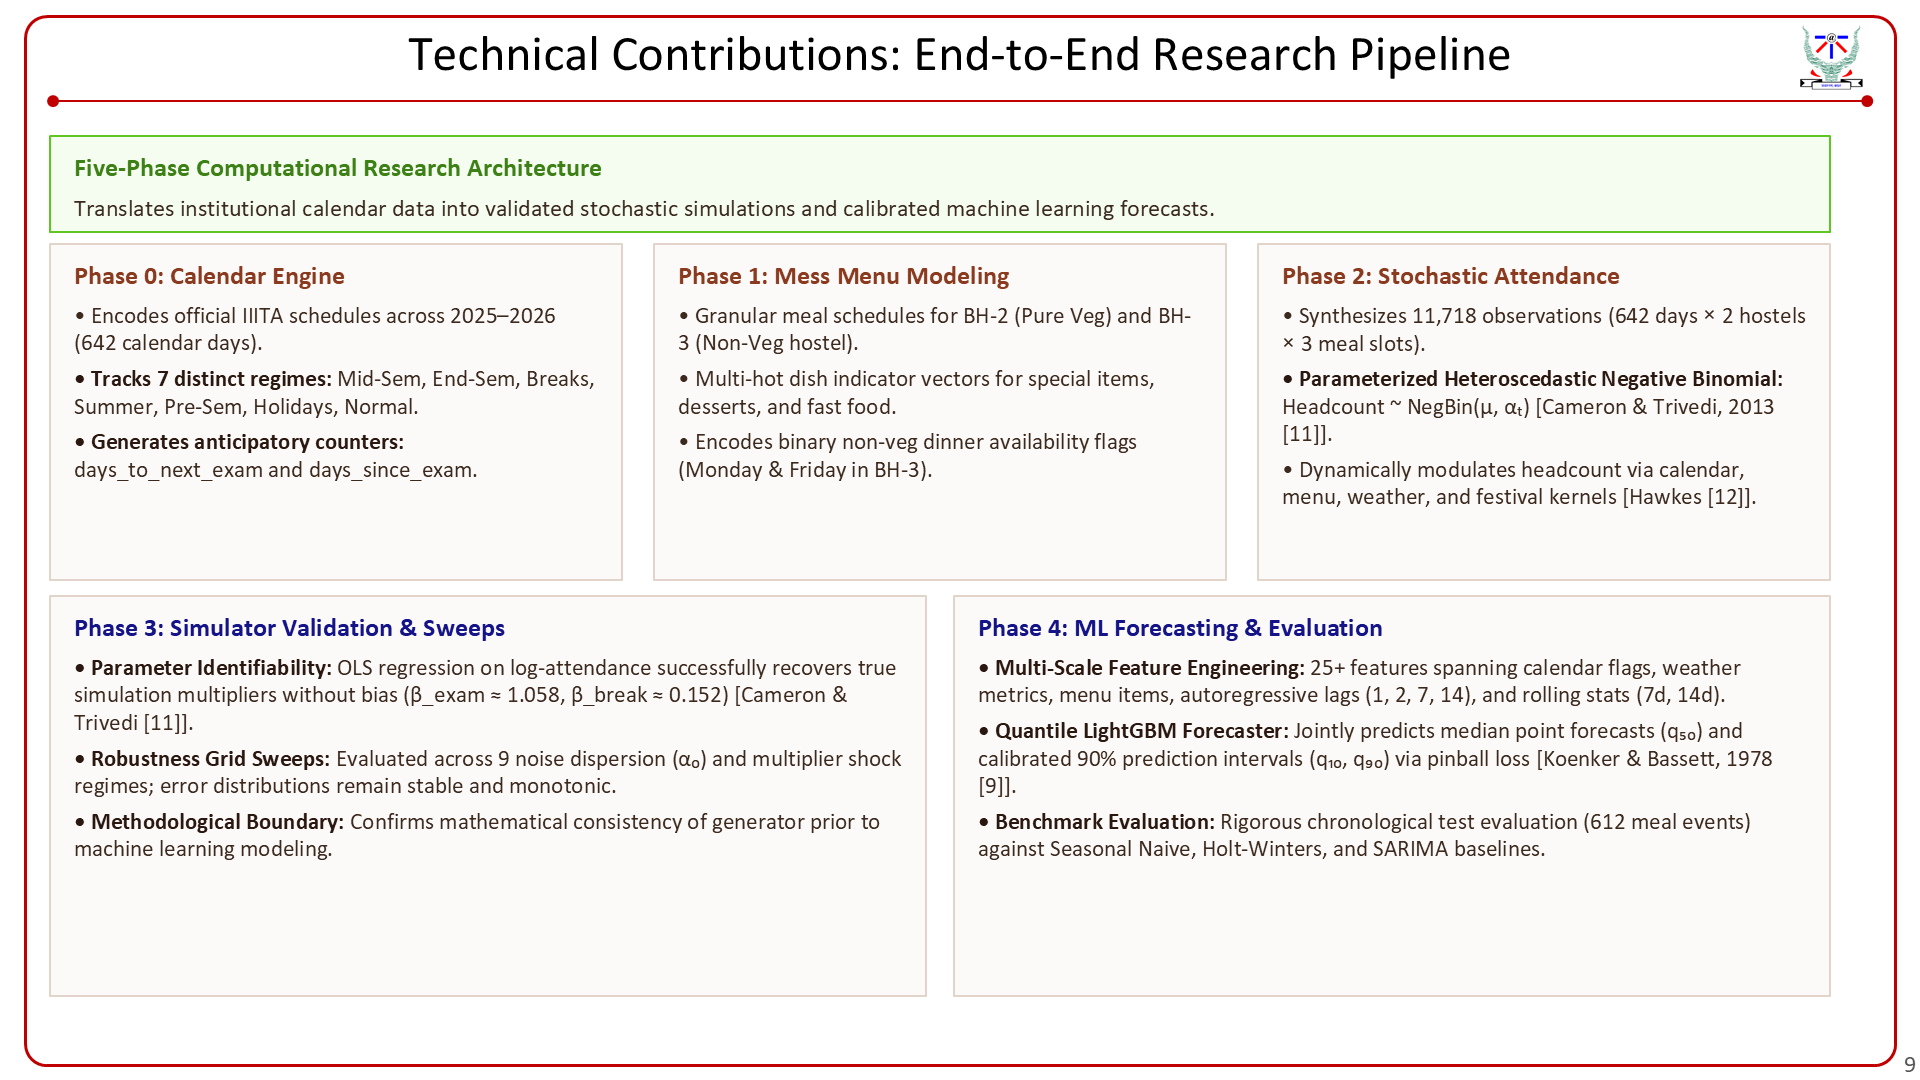 Technical Contributions: End-to-End Research Pipeline
Five-Phase Computational Research Architecture
Translates institutional calendar data into validated stochastic simulations and calibrated machine learning forecasts.
Phase 0: Calendar Engine
• Encodes official IIITA schedules across 2025–2026
(642 calendar days).
• Tracks 7 distinct regimes: Mid-Sem, End-Sem, Breaks,
Summer, Pre-Sem, Holidays, Normal.
• Generates anticipatory counters:
days_to_next_exam and days_since_exam.
Phase 1: Mess Menu Modeling
• Granular meal schedules for BH-2 (Pure Veg) and BH-
3 (Non-Veg hostel).
• Multi-hot dish indicator vectors for special items,
desserts, and fast food.
• Encodes binary non-veg dinner availability flags
(Monday & Friday in BH-3).
Phase 2: Stochastic Attendance
• Synthesizes 11,718 observations (642 days × 2 hostels
× 3 meal slots).
• Parameterized Heteroscedastic Negative Binomial:
Headcount ~ NegBin(μ, αₜ) [Cameron & Trivedi, 2013
[11]].
• Dynamically modulates headcount via calendar,
menu, weather, and festival kernels [Hawkes [12]].
Phase 3: Simulator Validation & Sweeps
• Parameter Identifiability: OLS regression on log-attendance successfully recovers true
simulation multipliers without bias (β_exam ≈ 1.058, β_break ≈ 0.152) [Cameron &
Trivedi [11]].
• Robustness Grid Sweeps: Evaluated across 9 noise dispersion (α₀) and multiplier shock
regimes; error distributions remain stable and monotonic.
• Methodological Boundary: Confirms mathematical consistency of generator prior to
machine learning modeling.
Phase 4: ML Forecasting & Evaluation
• Multi-Scale Feature Engineering: 25+ features spanning calendar flags, weather
metrics, menu items, autoregressive lags (1, 2, 7, 14), and rolling stats (7d, 14d).
• Quantile LightGBM Forecaster: Jointly predicts median point forecasts (q₅₀) and
calibrated 90% prediction intervals (q₁₀, q₉₀) via pinball loss [Koenker & Bassett, 1978
[9]].
• Benchmark Evaluation: Rigorous chronological test evaluation (612 meal events)
against Seasonal Naive, Holt-Winters, and SARIMA baselines.
9